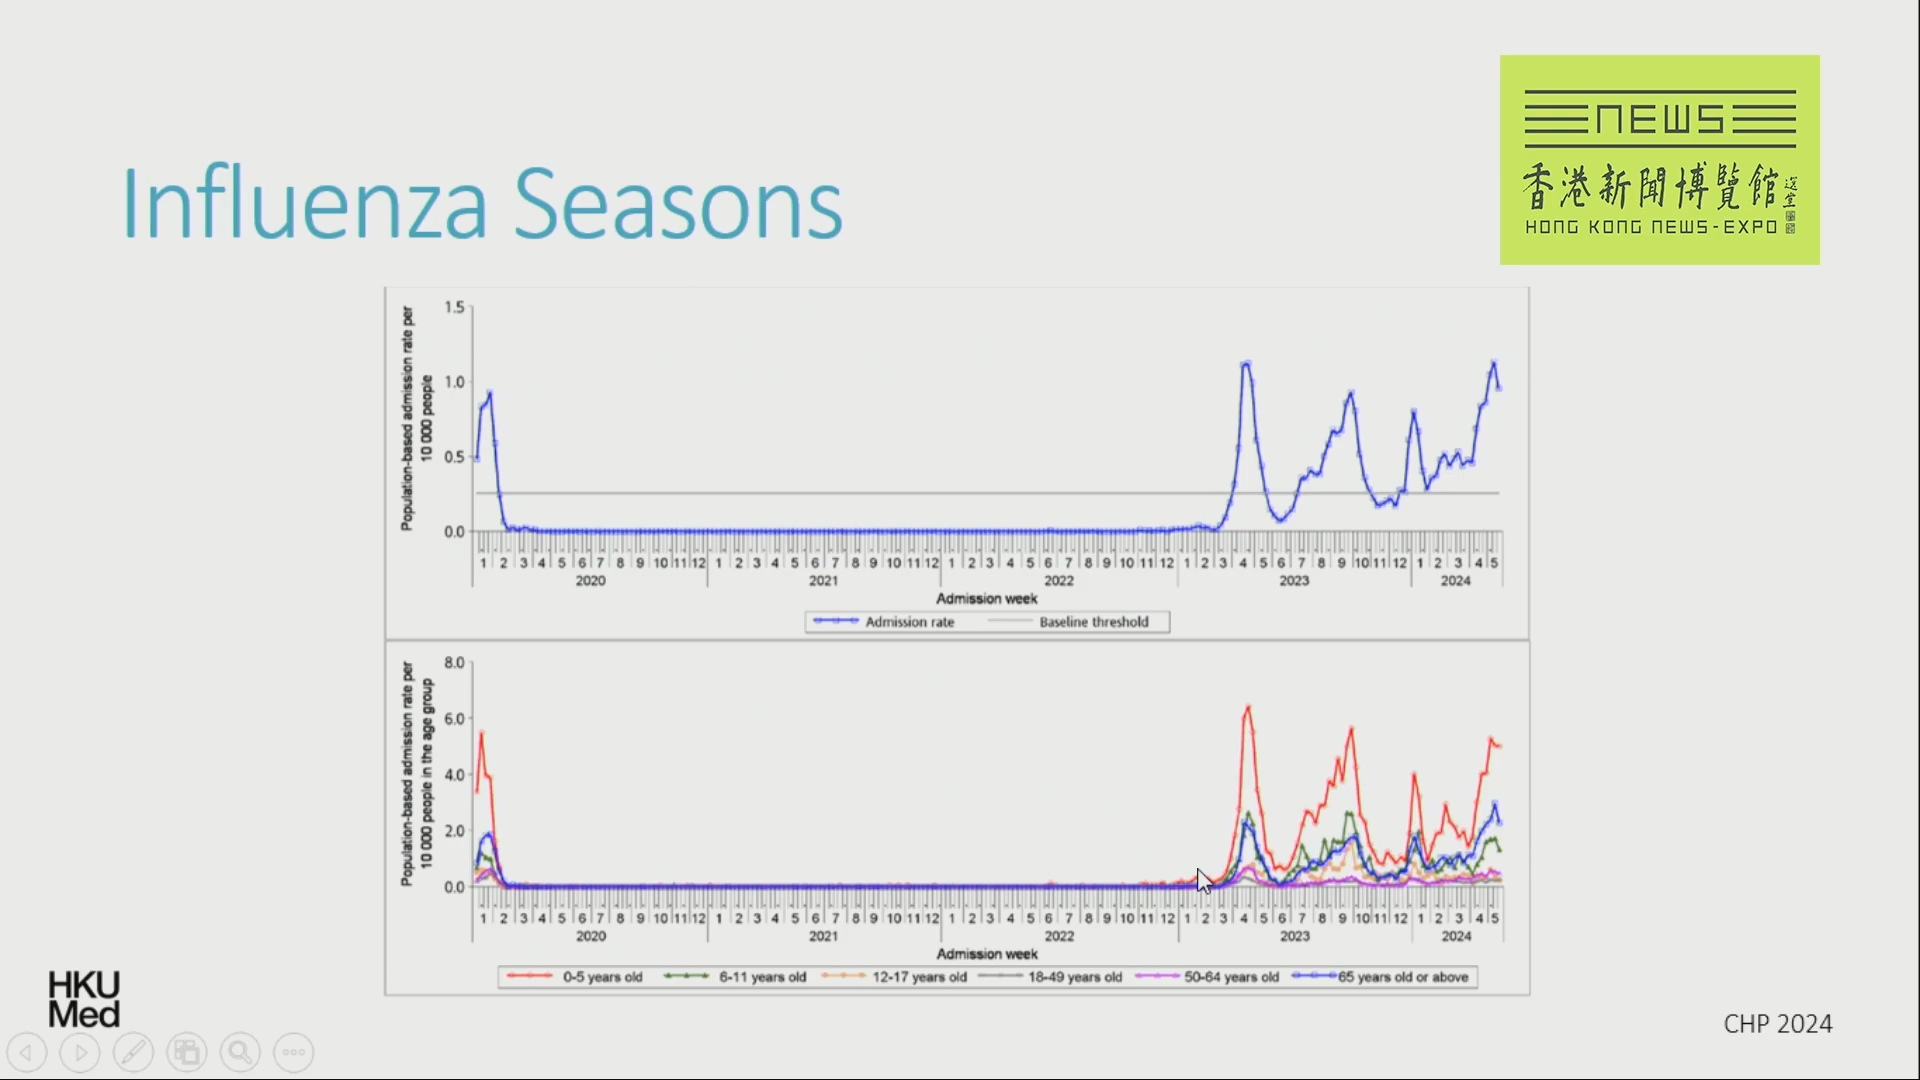 NEWS
香港新聞博覽館
HONG KONG NEWS-EXPO
Influenza Seasons
Population-based admission rate per
10 000 people
1.5
1.0
0.5
0.0
1 2 3 4 5 6 7 8 9 10 11 12 1 2 3 4 5 6 7 8 9 10 11 12 1 2 3 4 5 6 7 8 9 10 11 12 1 2 3 4 5 6 7 8 9 10 11 12 1 2 3 4 5
2020 2021 2022 2023 2024
Admission week
Admission rate Baseline threshold
Population-based admission rate per
10 000 people in the age group
8.0
6.0
4.0
2.0
0.0
1 2 3 4 5 6 7 8 9 10 11 12 1 2 3 4 5 6 7 8 9 10 11 12 1 2 3 4 5 6 7 8 9 10 11 12 1 2 3 4 5 6 7 8 9 10 11 12 1 2 3 4 5
2020 2021 2022 2023 2024
Admission week
0-5 years old 6-11 years old 12-17 years old 18-49 years old 50-64 years old 65 years old or above
HKU
Med
CHP 2024